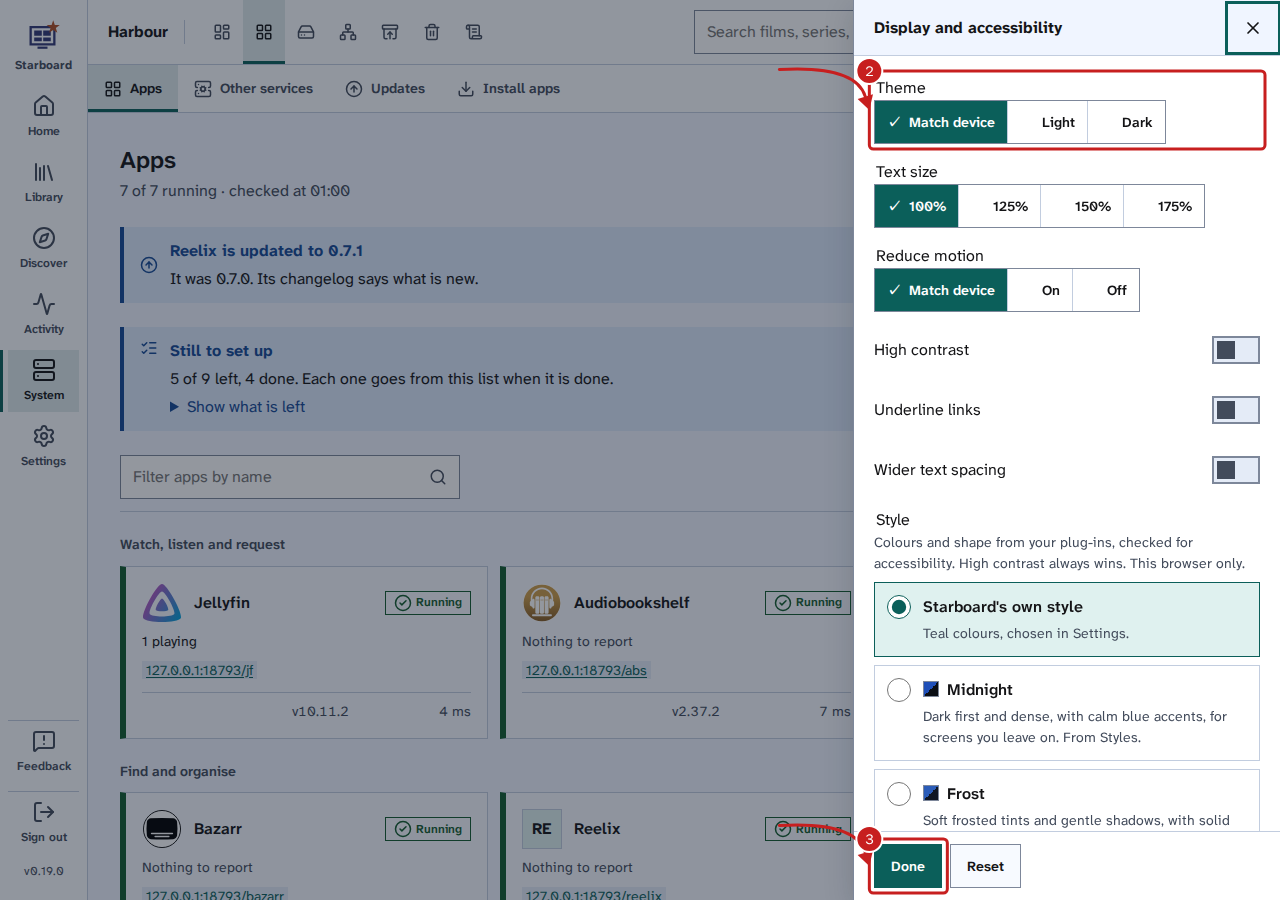 Starboard
Home
Library
Discover
Activity
System
Settings
Feedback
Sign out
v0.19.0
Harbour
Search films, series,
Apps
Other services
Updates
Install apps
Apps
7 of 7 running · checked at 01:00
Reelix is updated to 0.7.1
It was 0.7.0. Its changelog says what is new.
Still to set up
5 of 9 left, 4 done. Each one goes from this list when it is done.
Show what is left
Filter apps by name
Watch, listen and request
Jellyfin
Running
1 playing
127.0.0.1:18793/jf
v10.11.2
4 ms
Audiobookshelf
Running
Nothing to report
127.0.0.1:18793/abs
v2.37.2
7 ms
Find and organise
Bazarr
Running
Nothing to report
127.0.0.1:18793/bazarr
RE
Reelix
Running
Nothing to report
127.0.0.1:18793/reelix
Display and accessibility
2
Theme
✓ Match device
Light
Dark
Text size
✓ 100%
125%
150%
175%
Reduce motion
✓ Match device
On
Off
High contrast
Underline links
Wider text spacing
Style
Colours and shape from your plug-ins, checked for
accessibility. High contrast always wins. This browser only.
Starboard's own style
Teal colours, chosen in Settings.
Midnight
Dark first and dense, with calm blue accents, for
screens you leave on. From Styles.
Frost
Soft frosted tints and gentle shadows, with solid
3
Done
Reset